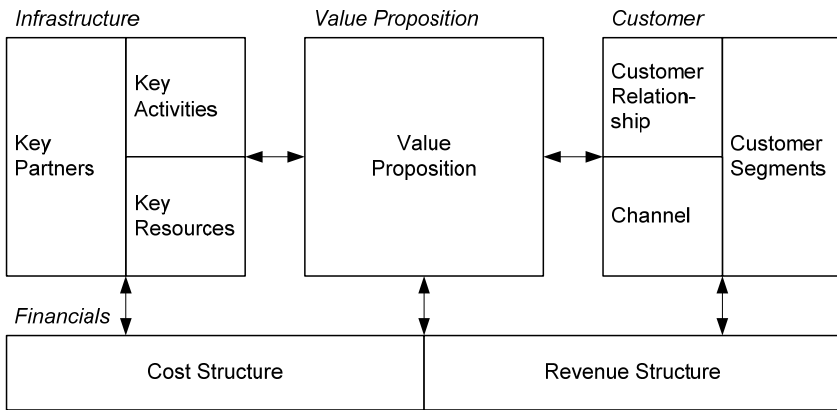 Infrastructure
Value Proposition
Customer
Key
Partners
Key
Activities
Key
Resources
Value
Proposition
Customer
Relation-
ship
Channel
Customer
Segments
Financials
Cost Structure
Revenue Structure